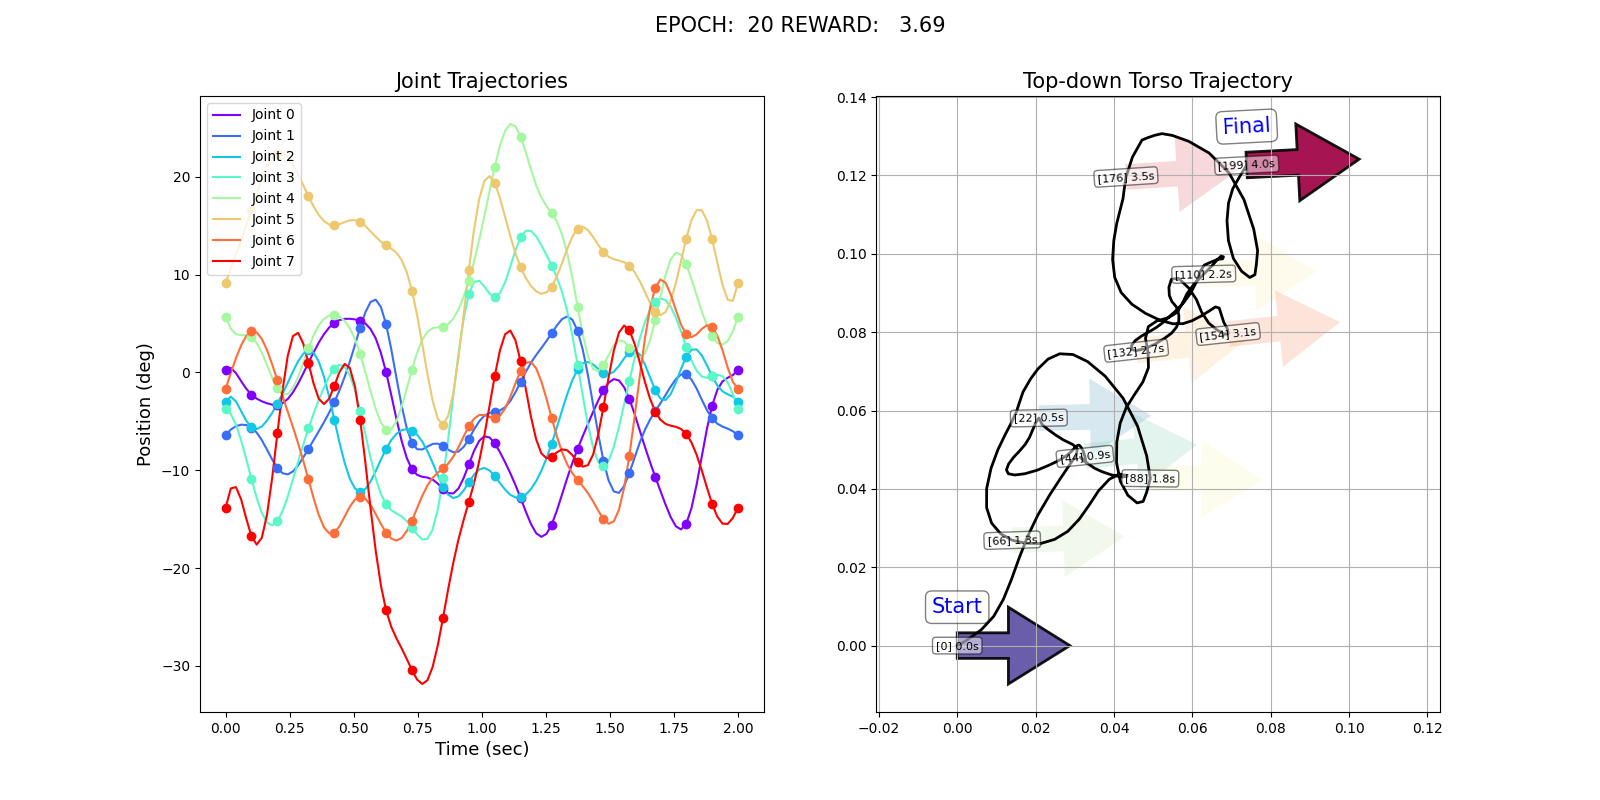 EPOCH:  20 REWARD:   3.69
Joint Trajectories
Joint 0
Joint 1
Joint 2
Joint 3
Joint 4
Joint 5
Joint 6
Joint 7
Position (deg)
20
10
0
−10
−20
−30
0.00 0.25 0.50 0.75 1.00 1.25 1.50 1.75 2.00
Time (sec)
Top-down Torso Trajectory
0.14
0.12
0.10
0.08
0.06
0.04
0.02
0.00
−0.02 0.00 0.02 0.04 0.06 0.08 0.10 0.12
Final
[199] 4.0s
[176] 3.5s
[110] 2.2s
[154] 3.1s
[132] 2.7s
[22] 0.5s
[44] 0.9s
[88] 1.8s
[66] 1.3s
Start
[0] 0.0s